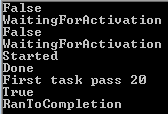 False
WaitingForActivation
False
WaitingForActivation
Started
Done
First task pass 20
True
RanToCompletion